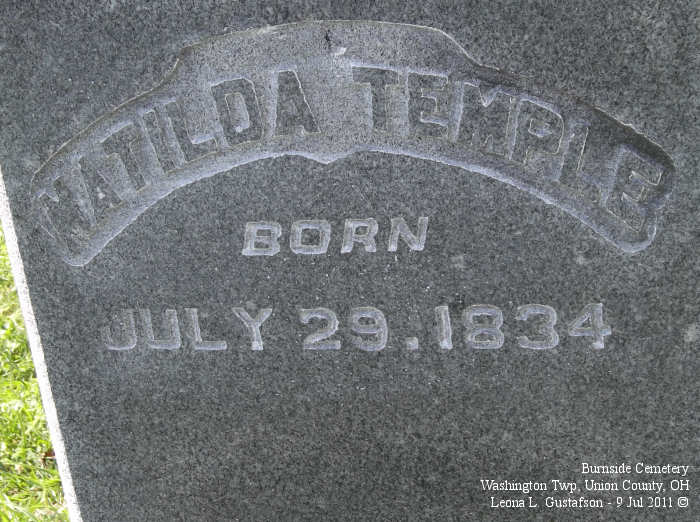 MATILDA TEMPLE
BORN
JULY 29.1834
Burnside Cemetery
Washington Twp, Union County, OH
Leona L. Gustafson - 9 Jul 2011 ©